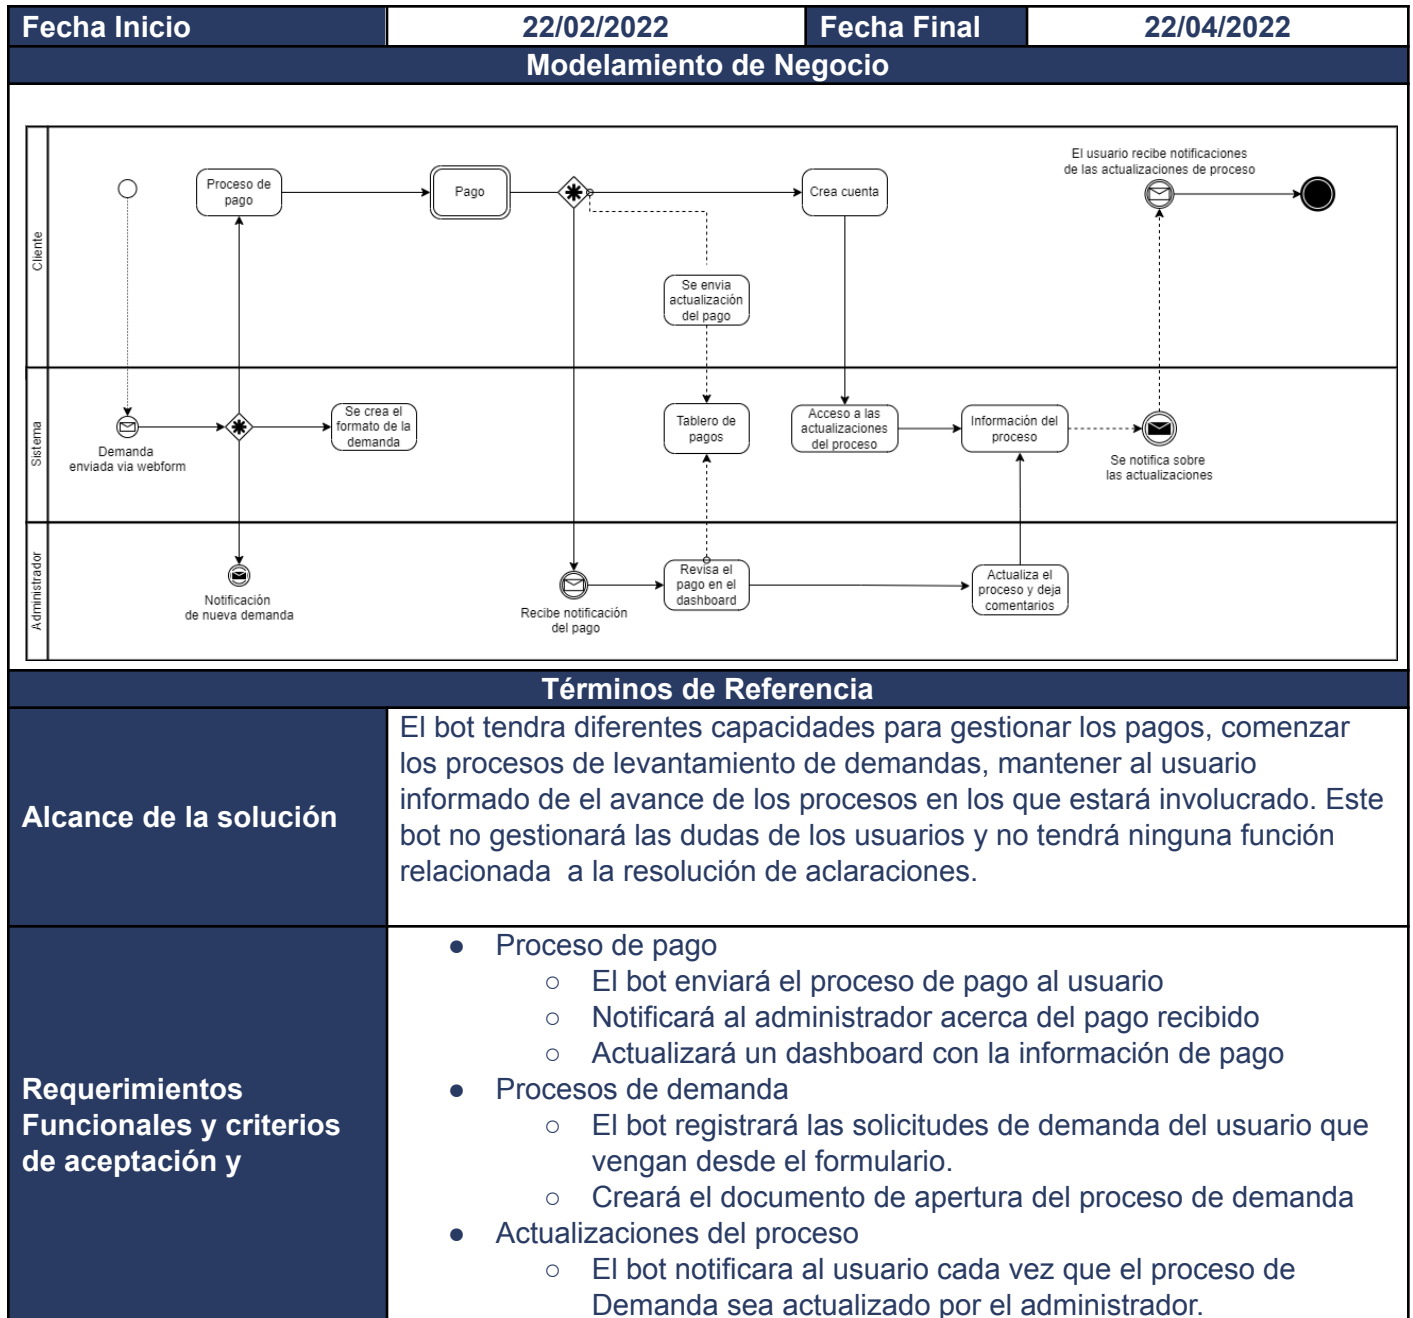 Fecha Inicio 22/02/2022 Fecha Final 22/04/2022
Modelamiento de Negocio
Cliente
Proceso de
pago
Pago
Crea cuenta
El usuario recibe notificaciones
de las actualizaciones de proceso
Se envia
actualización
del pago
Sistema
Demanda
enviada via webform
Se crea el
formato de la
demanda
Tablero de
pagos
Acceso a las
actualizaciones
del proceso
Información del
proceso
Se notifica sobre
las actualizaciones
Administrador
Notificación
de nueva demanda
Recibe notificación
del pago
Revisa el
pago en el
dashboard
Actualiza el
proceso y deja
comentarios
Términos de Referencia
Alcance de la solución
El bot tendra diferentes capacidades para gestionar los pagos, comenzar
los procesos de levantamiento de demandas, mantener al usuario
informado de el avance de los procesos en los que estará involucrado. Este
bot no gestionará las dudas de los usuarios y no tendrá ninguna función
relacionada  a la resolución de aclaraciones.
Requerimientos
Funcionales y criterios
de aceptación y
● Proceso de pago
○ El bot enviará el proceso de pago al usuario
○ Notificará al administrador acerca del pago recibido
○ Actualizará un dashboard con la información de pago
● Procesos de demanda
○ El bot registrará las solicitudes de demanda del usuario que
vengan desde el formulario.
○ Creará el documento de apertura del proceso de demanda
● Actualizaciones del proceso
○ El bot notificara al usuario cada vez que el proceso de
Demanda sea actualizado por el administrador.